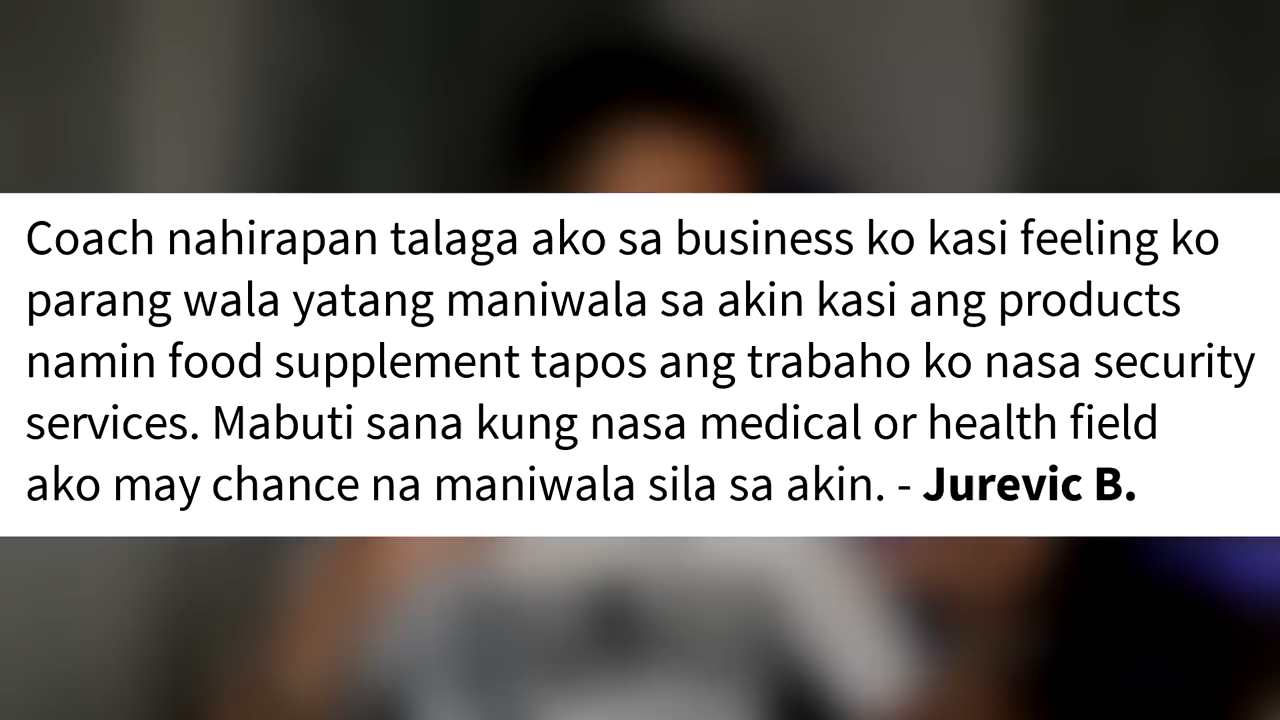 Coach nahirapan talaga ako sa business ko kasi feeling ko
parang wala yatang maniwala sa akin kasi ang products
namin food supplement tapos ang trabaho ko nasa security
services. Mabuti sana kung nasa medical or health field
ako may chance na maniwala sila sa akin. - Jurevic B.